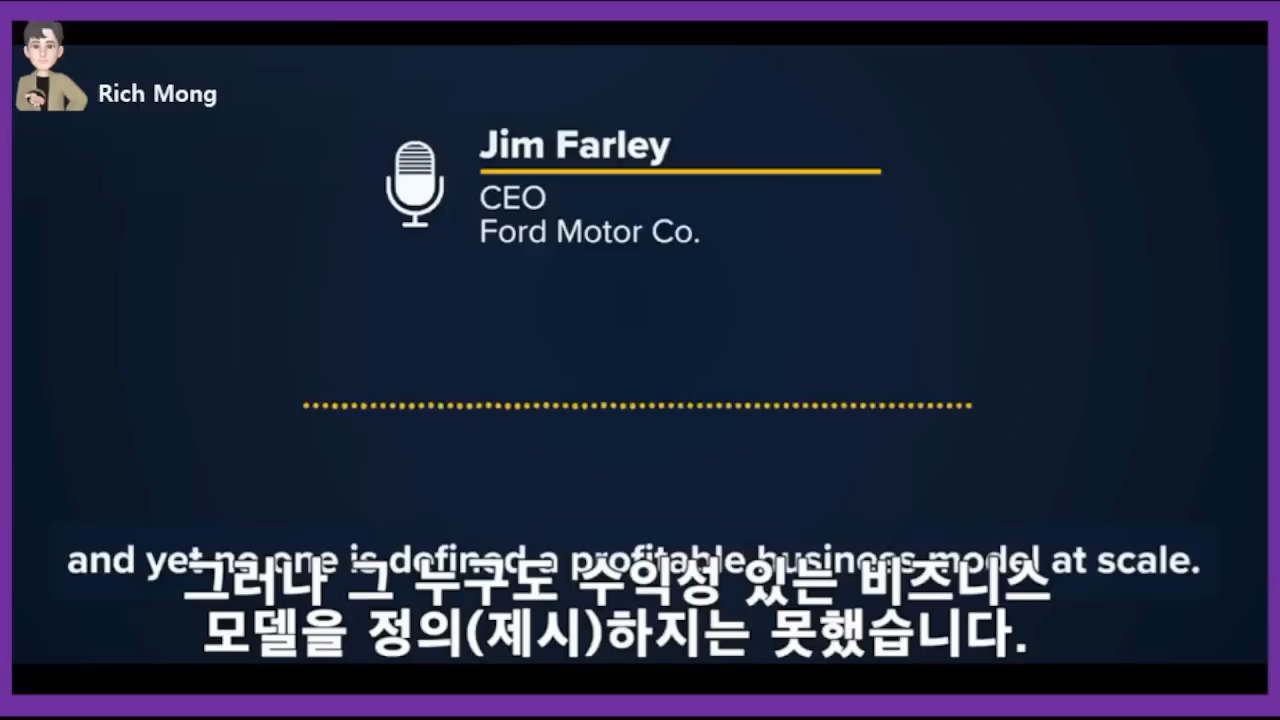 Rich Mong
Jim Farley
CEO
Ford Motor Co.
and yet no one is defined a profitable business model at scale.
그러나 그 누구도 수익성 있는 비즈니스
모델을 정의(제시)하지는 못했습니다.